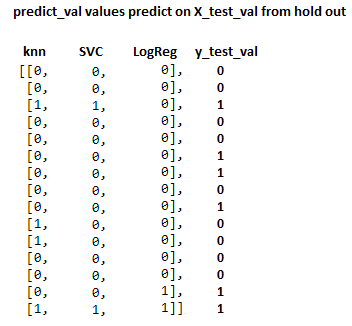 predict_val values predict on X_test_val from hold out
knn SVC LogReg y_test_val
[[0, 0, 0], 0
[0, 0, 0], 0
[1, 1, 0], 1
[0, 0, 0], 0
[0, 0, 0], 0
[0, 0, 0], 1
[0, 0, 0], 1
[0, 0, 0], 0
[0, 0, 0], 1
[1, 0, 0], 0
[1, 0, 0], 0
[0, 0, 0], 0
[0, 0, 0], 0
[0, 0, 1], 1
[1, 1, 1]] 1